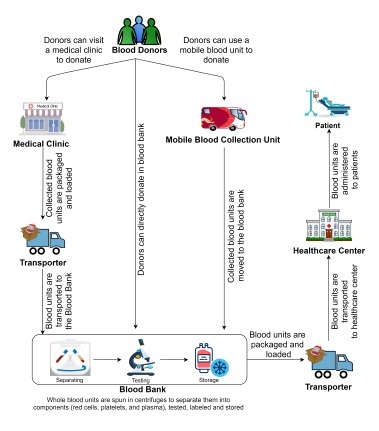 Donors can visit
a medical clinic
to donate
Blood Donors
Donors can use a
mobile blood unit to
donate
Medical Clinic
Medical Clinic
Mobile Blood Collection Unit
Patient
Collected blood
units are packaged
and loaded
Donors can directly donate in blood bank
Collected blood units are
moved to the blood bank
Blood units are
administered
to patients
Transporter
Healthcare Center
Blood units are
transported to
the Blood Bank
Blood units are
transported
to healthcare center
Blood units are
packaged and
loaded
Separating
Testing
Storage
Blood Bank
Transporter
Whole blood units are spun in centrifuges to separate them into
components (red cells, platelets, and plasma), tested, labeled and stored